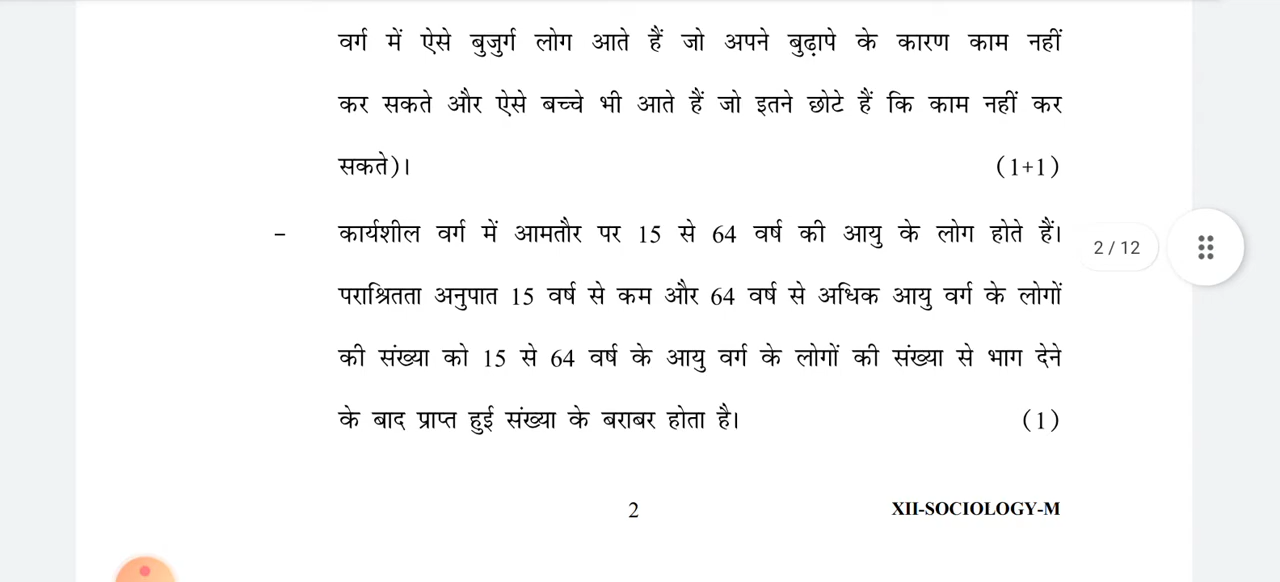 वर्ग में ऐसे बुजुर्ग लोग आते हैं जो अपने बुढ़ापे के कारण काम नहीं
कर सकते और ऐसे बच्चे भी आते हैं जो इतने छोटे हैं कि काम नहीं कर
सकते)। (1+1)
– कार्यशील वर्ग में आमतौर पर 15 से 64 वर्ष की आयु के लोग होते हैं।
2 / 12
पराश्रितता अनुपात 15 वर्ष से कम और 64 वर्ष से अधिक आयु वर्ग के लोगों
की संख्या को 15 से 64 वर्ष के आयु वर्ग के लोगों की संख्या से भाग देने
के बाद प्राप्त हुई संख्या के बराबर होता है। (1)
2 XII-SOCIOLOGY-M